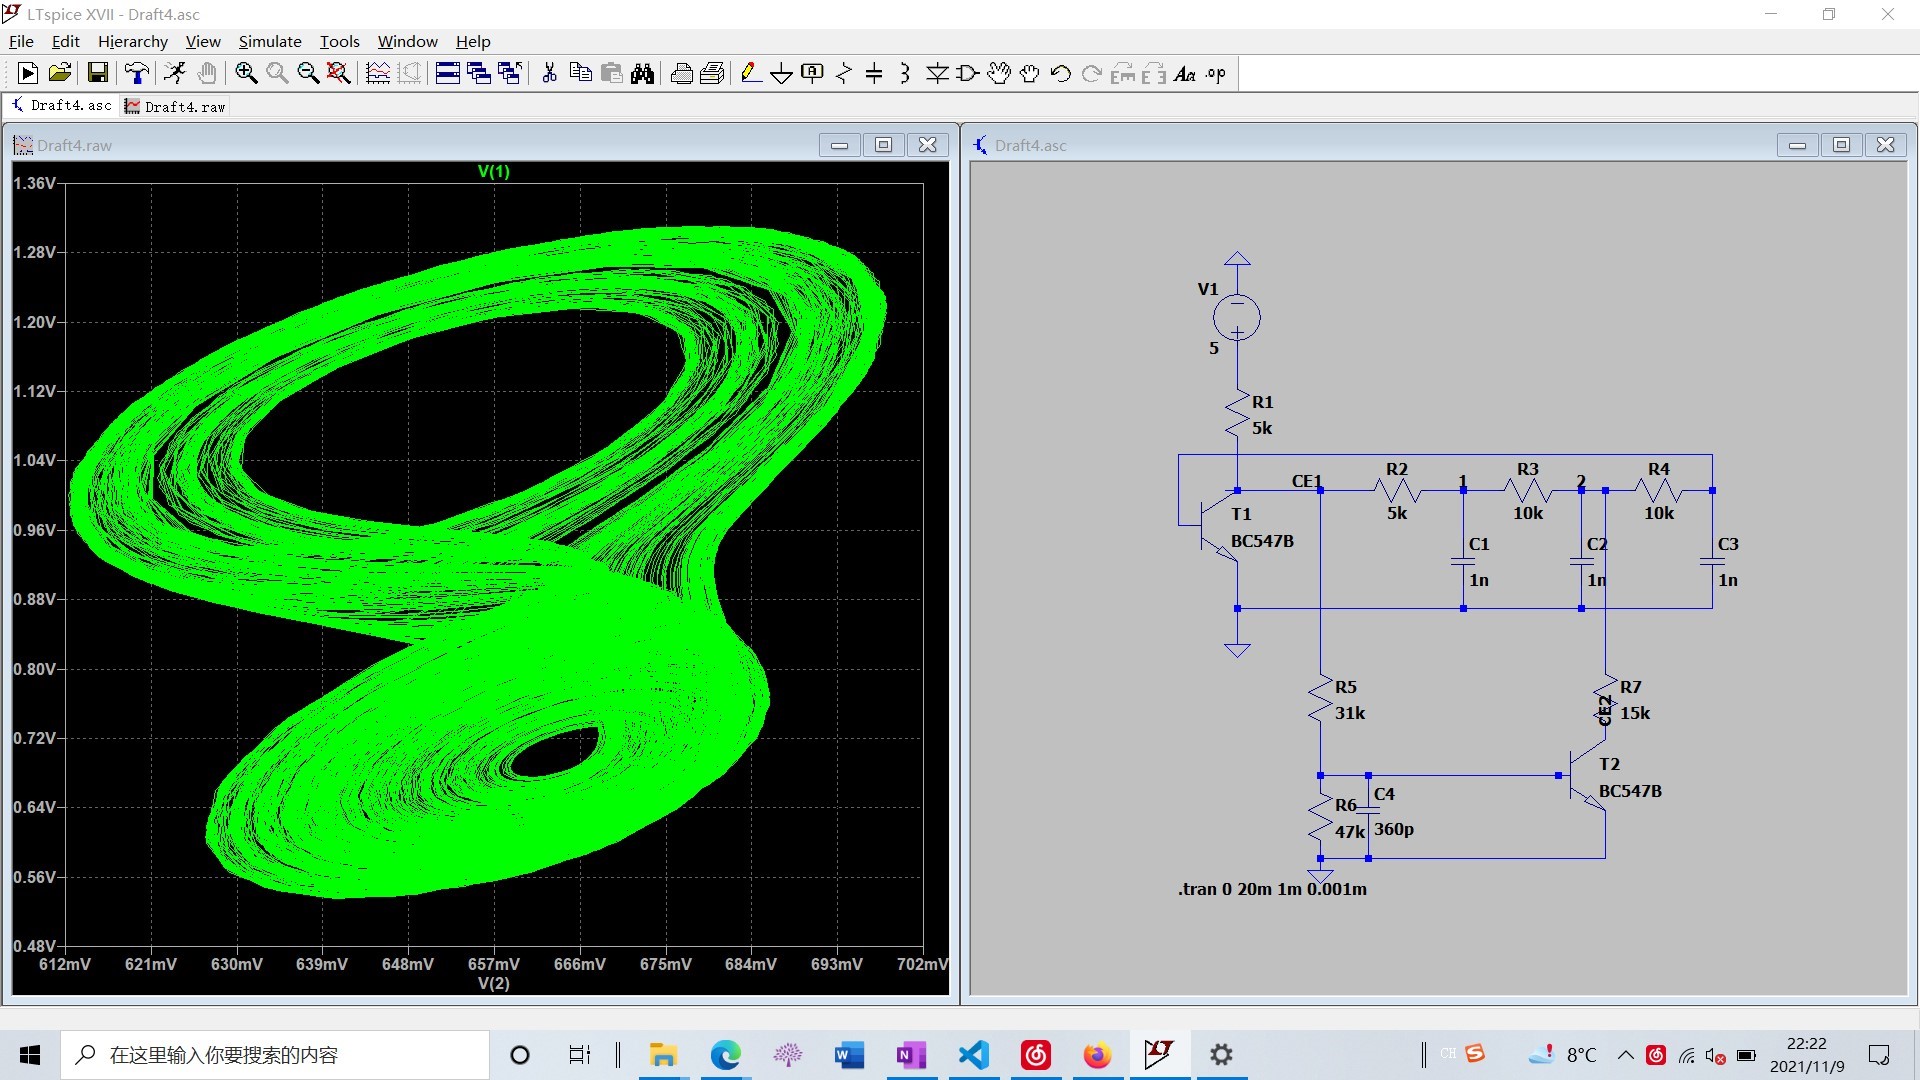 LTspice XVII - Draft4.asc
File Edit Hierarchy View Simulate Tools Window Help
Draft4.asc Draft4.raw
Draft4.raw
V(1)
1.36V
1.28V
1.20V
1.12V
1.04V
0.96V
0.88V
0.80V
0.72V
0.64V
0.56V
0.48V
612mV 621mV 630mV 639mV 648mV 657mV 666mV 675mV 684mV 693mV 702mV
V(2)
Draft4.asc
V1
5
R1
5k
CE1 R2 1 R3 2 R4
5k 10k 10k
T1
BC547B
C1 C2 C3
1n 1n 1n
R5
31k
R7
15k
CE2
T2
BC547B
R6
47k
C4
360p
.tran 0 20m 1m 0.001m
在这里输入你要搜索的内容
CH
8°C
22:22
2021/11/9